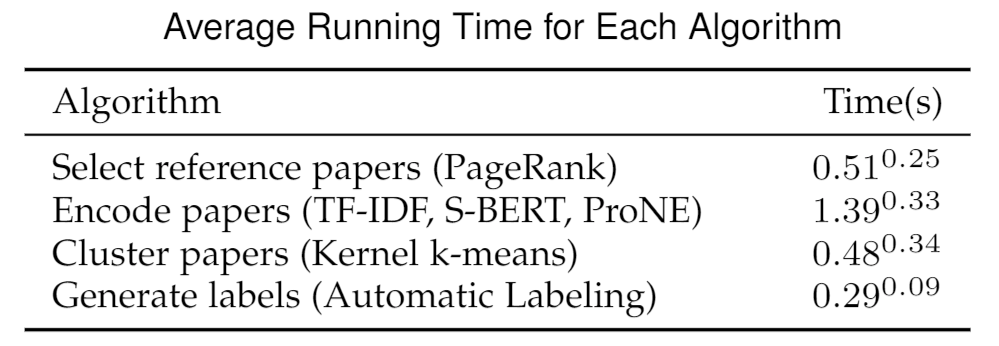 Average Running Time for Each Algorithm
Algorithm Time(s)
Select reference papers (PageRank) 0.51^0.25
Encode papers (TF-IDF, S-BERT, ProNE) 1.39^0.33
Cluster papers (Kernel k-means) 0.48^0.34
Generate labels (Automatic Labeling) 0.29^0.09